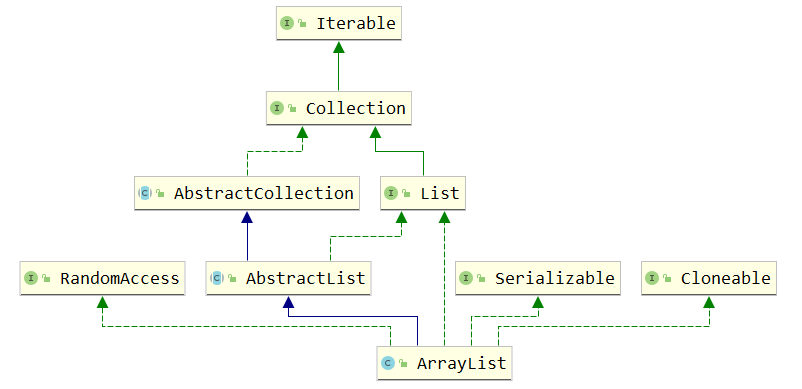 I Iterable
I Collection
C AbstractCollection
I List
I RandomAccess
C AbstractList
I Serializable
I Cloneable
C ArrayList